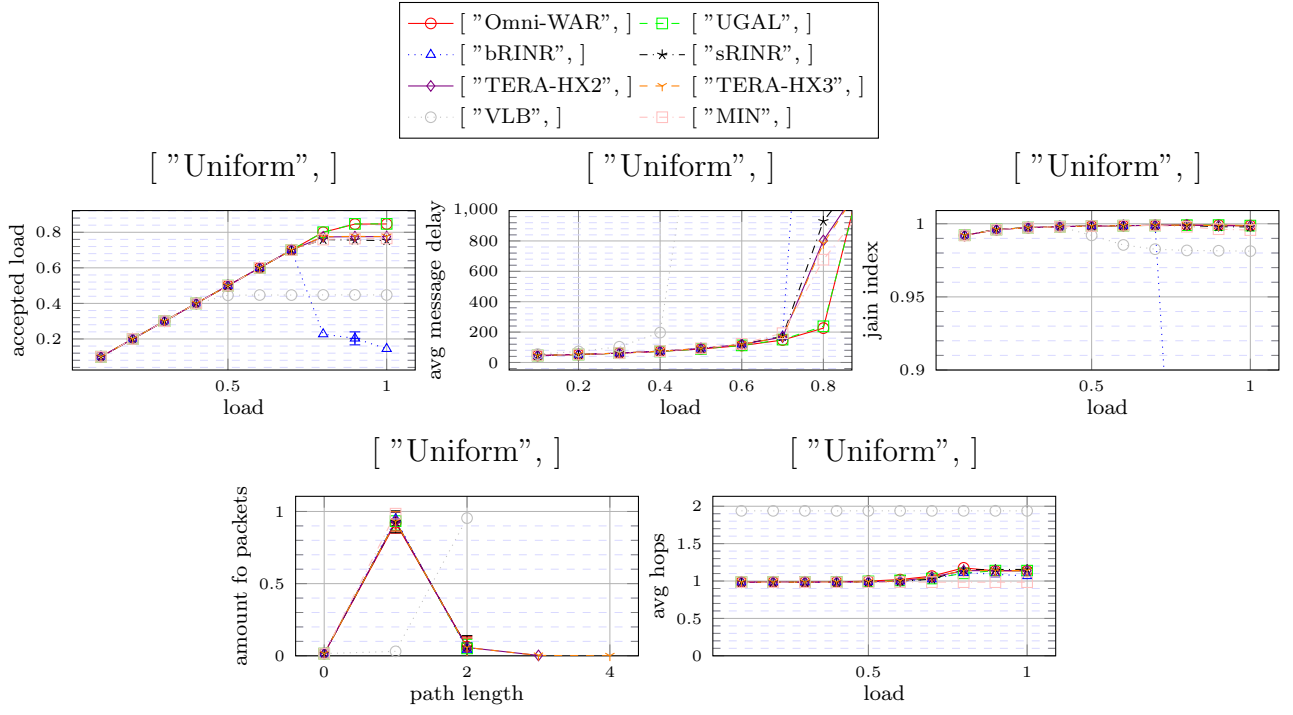 [ ”Omni-WAR”, ] [ ”UGAL”, ]
[ ”bRINR”, ] [ ”sRINR”, ]
[ ”TERA-HX2”, ] [ ”TERA-HX3”, ]
[ ”VLB”, ] [ ”MIN”, ]
[ ”Uniform”, ]
accepted load
0.8
0.6
0.4
0.2
0.5 1
load
[ ”Uniform”, ]
avg message delay
1,000
800
600
400
200
0
0.2 0.4 0.6 0.8
load
[ ”Uniform”, ]
jain index
1
0.95
0.9
0.5 1
load
[ ”Uniform”, ]
amount fo packets
1
0.5
0
0 2 4
path length
[ ”Uniform”, ]
avg hops
2
1.5
1
0.5
0
0.5 1
load